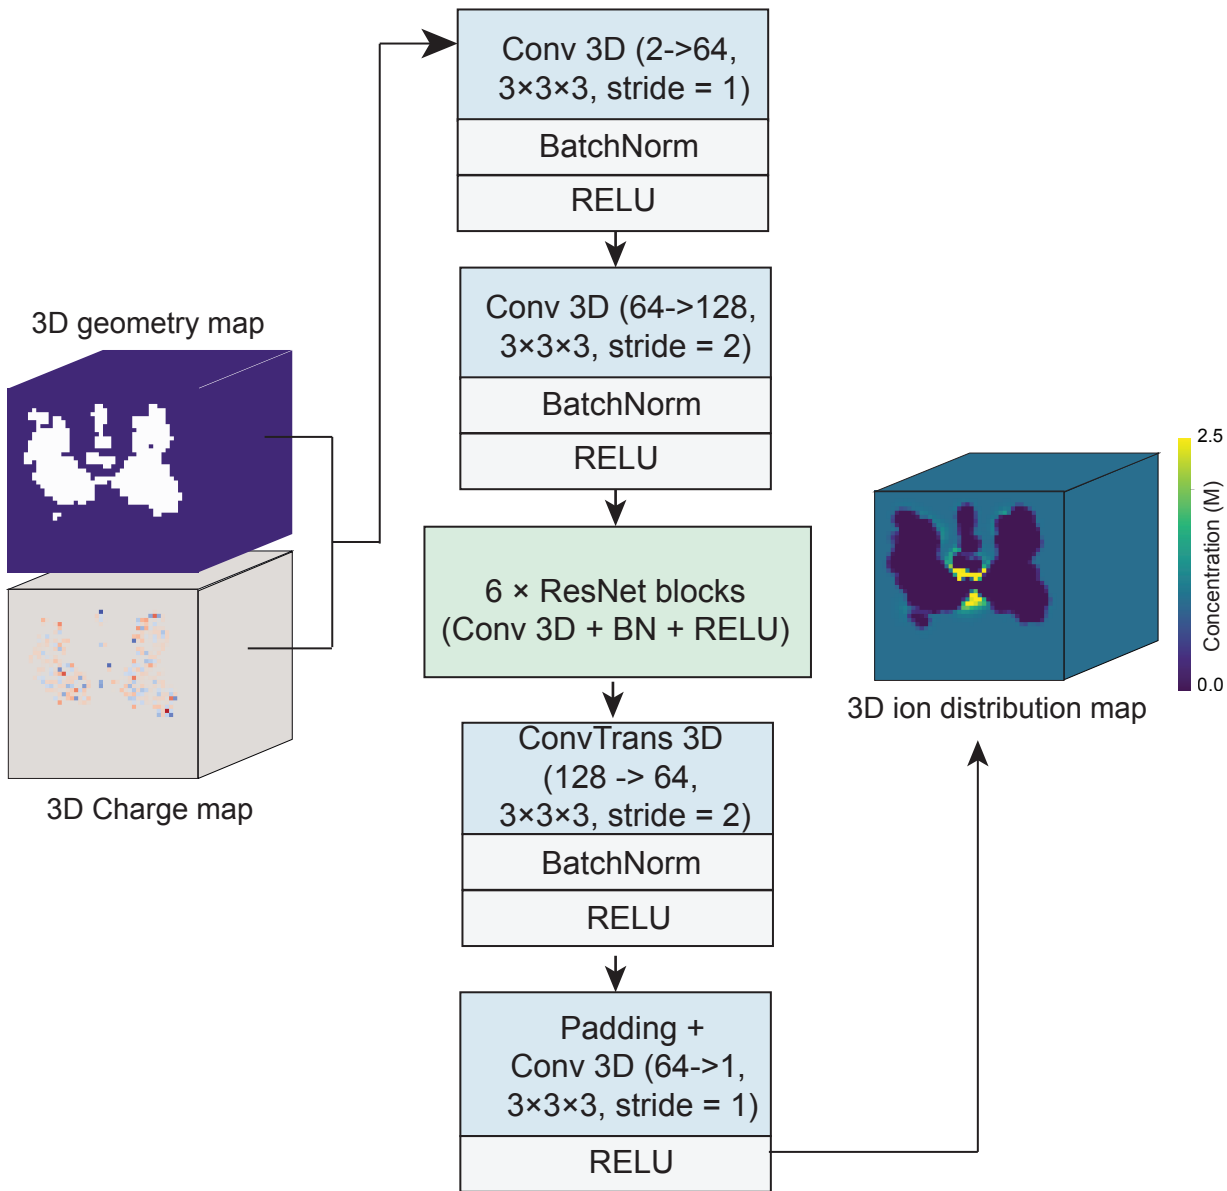 3D geometry map
3D Charge map
Conv 3D (2->64,
3×3×3, stride = 1)
BatchNorm
RELU
Conv 3D (64->128,
3×3×3, stride = 2)
BatchNorm
RELU
6 × ResNet blocks
(Conv 3D + BN + RELU)
ConvTrans 3D
(128 -> 64,
3×3×3, stride = 2)
BatchNorm
RELU
Padding +
Conv 3D (64->1,
3×3×3, stride = 1)
RELU
3D ion distribution map
2.5
Concentration (M)
0.0